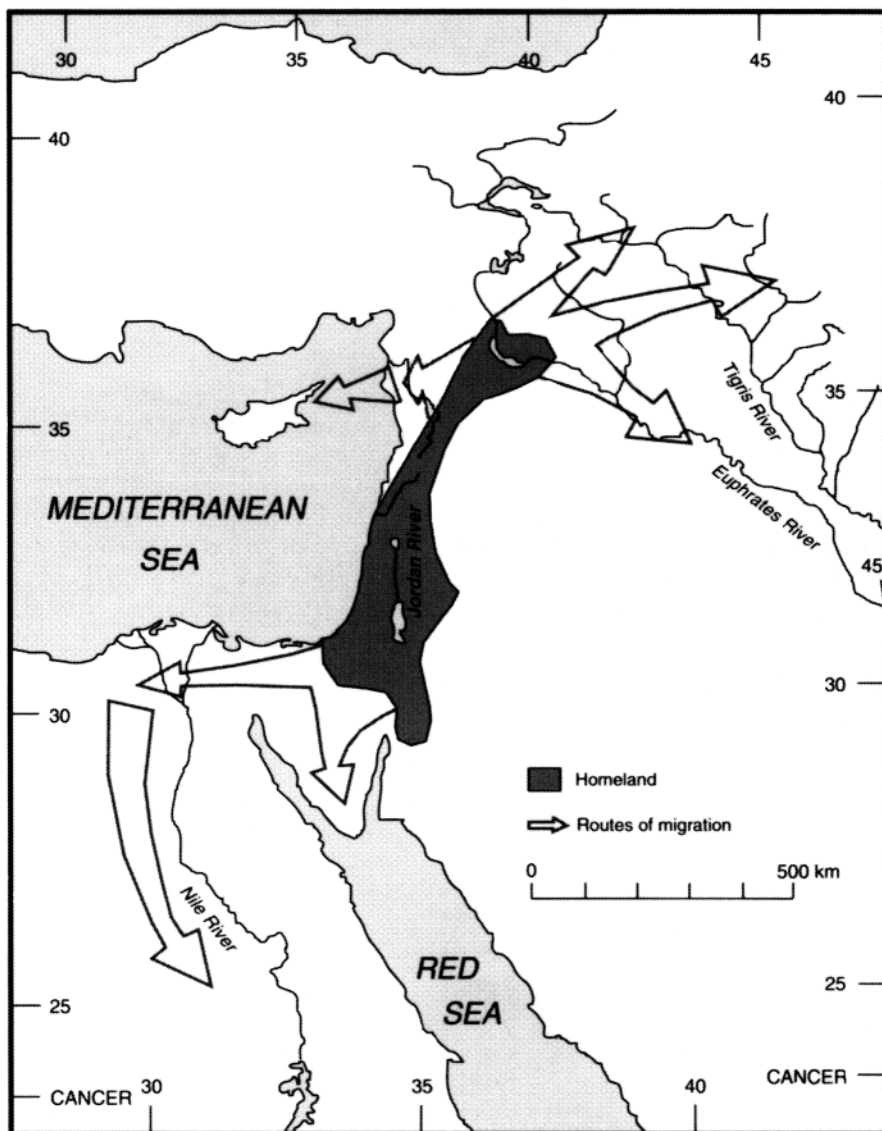 30 35 40 45
40
40
35
35
MEDITERRANEAN
SEA
Jordan River
Tigris River
Euphrates River
45
30
30
Homeland
Routes of migration
0 500 km
Nile River
RED
SEA
25
25
CANCER 30 35 40 CANCER